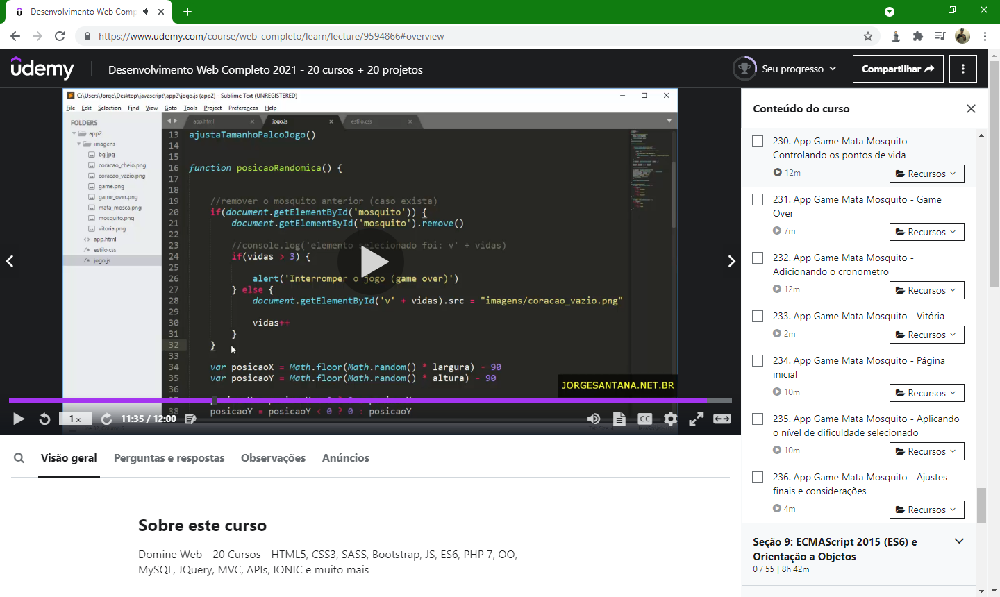 Desenvolvimento Web Comp
https://www.udemy.com/course/web-completo/learn/lecture/9594866#overview
udemy
Desenvolvimento Web Completo 2021 - 20 cursos + 20 projetos
Seu progresso
Compartilhar
C:\Users\Jorge\Desktop\javascript\app2\jogo.js (app2) - Sublime Text (UNREGISTERED)
File Edit Selection Find View Goto Tools Project Preferences Help
FOLDERS
app2
imagens
bg.jpg
coracao_cheio.png
coracao_vazio.png
game.png
game_over.png
mata_mosca.png
mosquito.png
vitoria.png
app.html
estilo.css
jogo.js
app.html
jogo.js
estilo.css
13 ajustaTamanhoPalcoJogo()
14
15
16 function posicaoRandomica() {
17
18
19 //remover o mosquito anterior (caso exista)
20 if(document.getElementById('mosquito')) {
21 document.getElementById('mosquito').remove()
22
23 //console.log('elemento selecionado foi: v' + vidas)
24 if(vidas > 3) {
25
26 alert('Interromper o jogo (game over)')
27 } else {
28 document.getElementById('v' + vidas).src = "imagens/coracao_vazio.png"
29
30 vidas++
31 }
32 }
33
34 var posicaoX = Math.floor(Math.random() * largura) - 90
35 var posicaoY = Math.floor(Math.random() * altura) - 90
36
37 posicaoX = posicaoX < 0 ? 0 : posicaoX
38 posicaoY = posicaoY < 0 ? 0 : posicaoY
JORGESANTANA.NET.BR
1 x
11:35 / 12:00
CC
Visão geral
Perguntas e respostas
Observações
Anúncios
Sobre este curso
Domine Web - 20 Cursos - HTML5, CSS3, SASS, Bootstrap, JS, ES6, PHP 7, OO,
MySQL, JQuery, MVC, APIs, IONIC e muito mais
Conteúdo do curso
230. App Game Mata Mosquito -
Controlando os pontos de vida
12m
Recursos
231. App Game Mata Mosquito - Game
Over
7m
Recursos
232. App Game Mata Mosquito -
Adicionando o cronometro
12m
Recursos
233. App Game Mata Mosquito - Vitória
2m
Recursos
234. App Game Mata Mosquito - Página
inicial
10m
Recursos
235. App Game Mata Mosquito - Aplicando
o nível de dificuldade selecionado
10m
Recursos
236. App Game Mata Mosquito - Ajustes
finais e considerações
4m
Recursos
Seção 9: ECMAScript 2015 (ES6) e
Orientação a Objetos
0 / 55 | 8h 42m